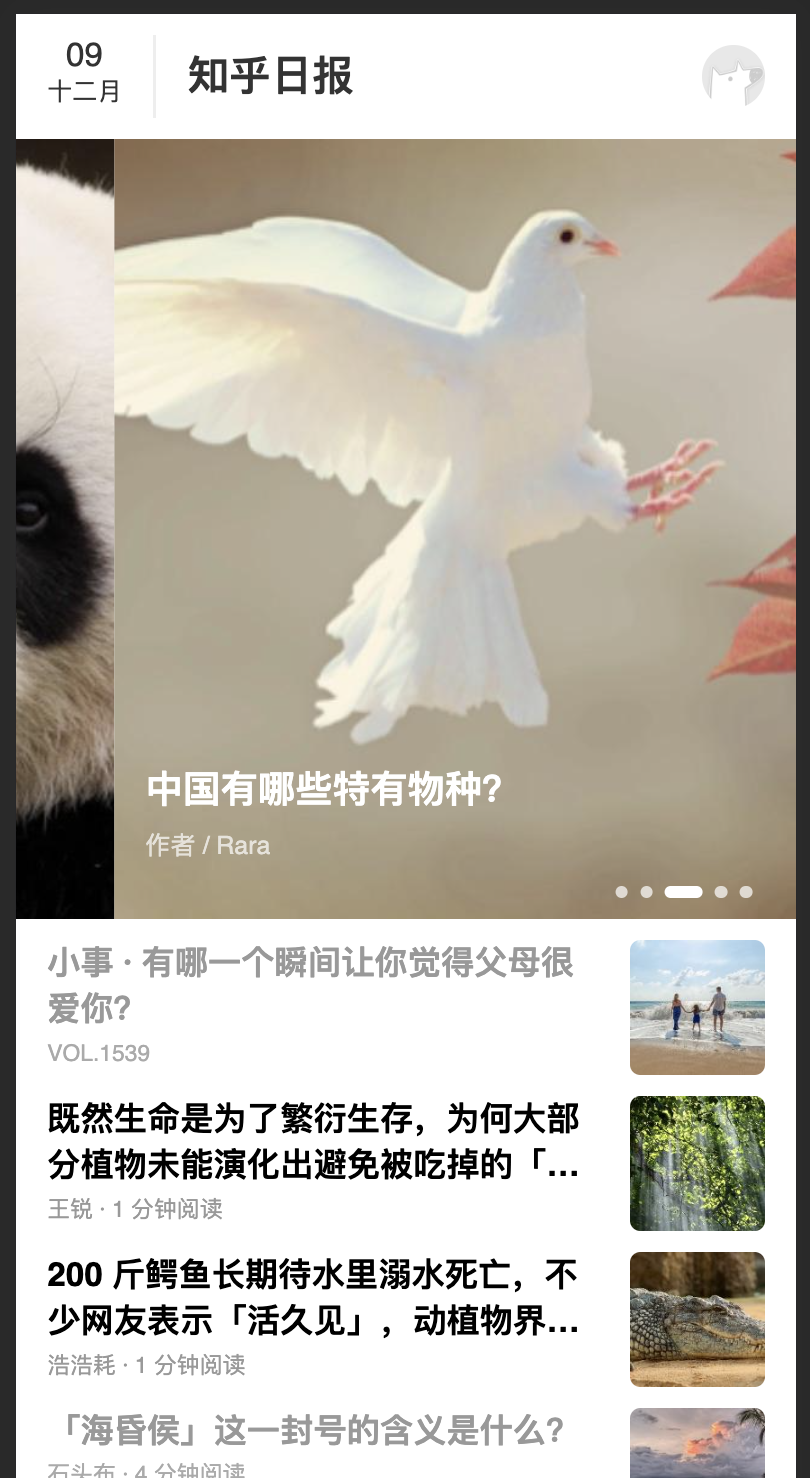 09
十二月
知乎日报
中国有哪些特有物种?
作者 / Rara
小事 · 有哪一个瞬间让你觉得父母很
爱你?
VOL.1539
既然生命是为了繁衍生存，为何大部
分植物未能演化出避免被吃掉的「...
王锐 · 1 分钟阅读
200 斤鳄鱼长期待水里溺水死亡，不
少网友表示「活久见」，动植物界...
浩浩耗 · 1 分钟阅读
「海昏侯」这一封号的含义是什么?
石头布 · 4 分钟阅读